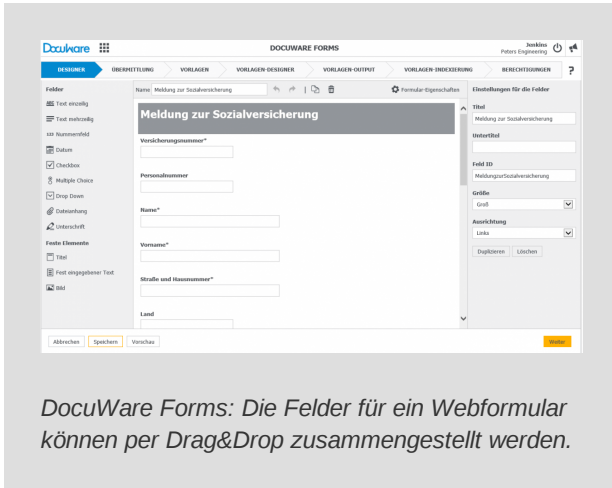 DocuWare DOCUWARE FORMS Jenkins
Peters Engineering
DESIGNER ÜBERMITTLUNG VORLAGEN VORLAGEN-DESIGNER VORLAGEN-OUTPUT VORLAGEN-INDEXIERUNG BERECHTIGUNGEN ?
Felder
Text einzeilig
Text mehrzeilig
Nummernfeld
Datum
Checkbox
Multiple Choice
Drop Down
Dateianhang
Unterschrift
Feste Elemente
Titel
Fest eingegebener Text
Bild
Name Meldung zur Sozialversicherung Formular-Eigenschaften
Meldung zur Sozialversicherung
Versicherungsnummer*
Personalnummer
Name*
Vorname*
Straße und Hausnummer*
Land
Einstellungen für die Felder
Titel
Meldung zur Sozialversicherung
Untertitel
Feld ID
MeldungzurSozialversicherung
Größe
Groß
Ausrichtung
Links
Duplizieren Löschen
Abbrechen Speichern Vorschau Weiter
DocuWare Forms: Die Felder für ein Webformular
können per Drag&Drop zusammengestellt werden.